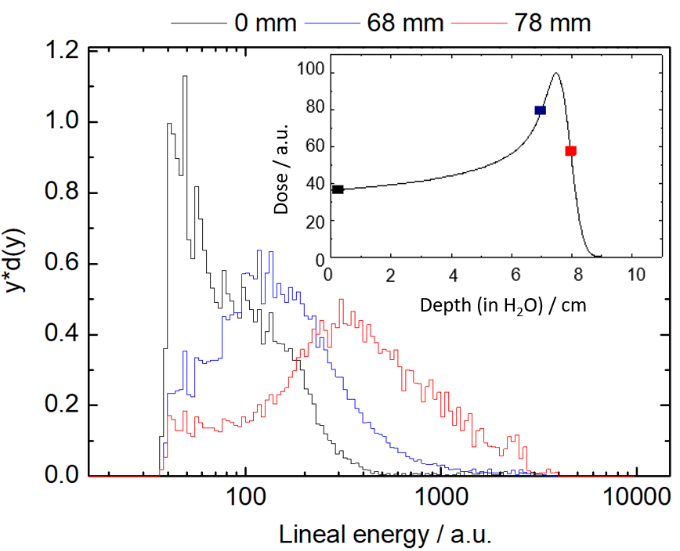 0 mm 68 mm 78 mm
1.2
1.0
0.8
0.6
0.4
0.2
0.0
y*d(y)
100 1000 10000
Lineal energy / a.u.
100
80
60
40
20
0
Dose / a.u.
0 2 4 6 8 10
Depth (in H₂O) / cm